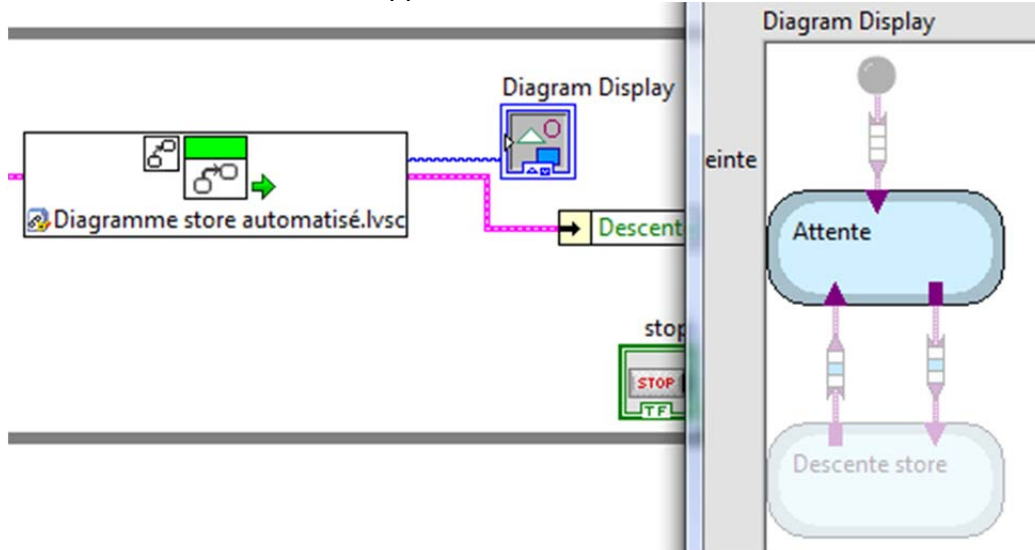 Diagram Display
Diagramme store automatisé.lvsc
Descent
stop
STOP
TF
Diagram Display
einte
Attente
Descente store